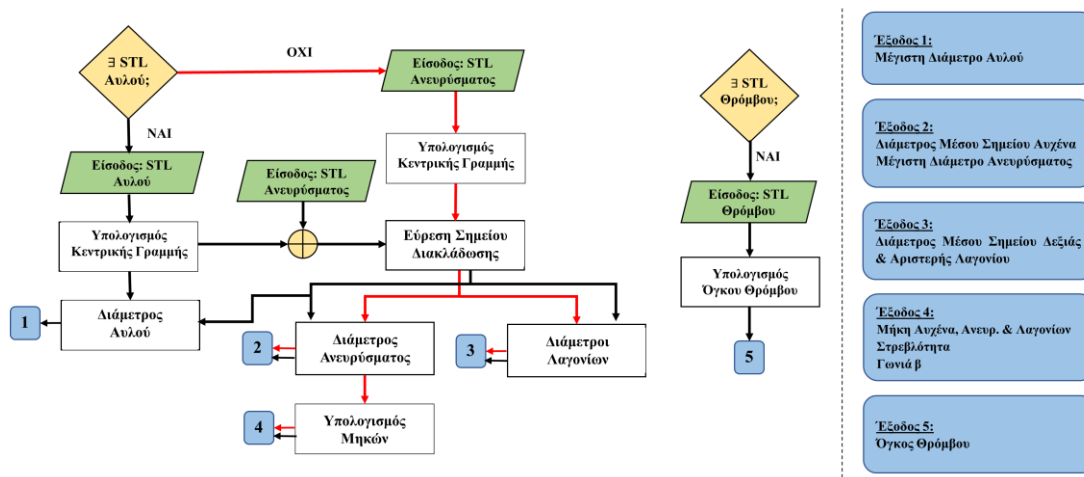 ∃ STL
Αυλού;
ΟΧΙ
Είσοδος: STL
Ανευρύσματος
ΝΑΙ
Είσοδος: STL
Αυλού
Είσοδος: STL
Ανευρύσματος
Υπολογισμός
Κεντρικής Γραμμής
Υπολογισμός
Κεντρικής Γραμμής
Εύρεση Σημείου
Διακλάδωσης
Διάμετρος
Αυλού
1
Διάμετρος
Ανευρύσματος
2
Διάμετροι
Λαγονίων
3
Υπολογισμός
Μηκών
4
∃ STL
Θρόμβου;
ΝΑΙ
Είσοδος: STL
Θρόμβου
Υπολογισμός
Όγκου Θρόμβου
5
Έξοδος 1:
Μέγιστη Διάμετρο Αυλού
Έξοδος 2:
Διάμετρος Μέσου Σημείου Αυχένα
Μέγιστη Διάμετρο Ανευρύσματος
Έξοδος 3:
Διάμετρος Μέσου Σημείου Δεξιάς
& Αριστερής Λαγονίου
Έξοδος 4:
Μήκη Αυχένα, Ανευρ. & Λαγονίων
Στρεβλότητα
Γωνιά β
Έξοδος 5:
Όγκος Θρόμβου